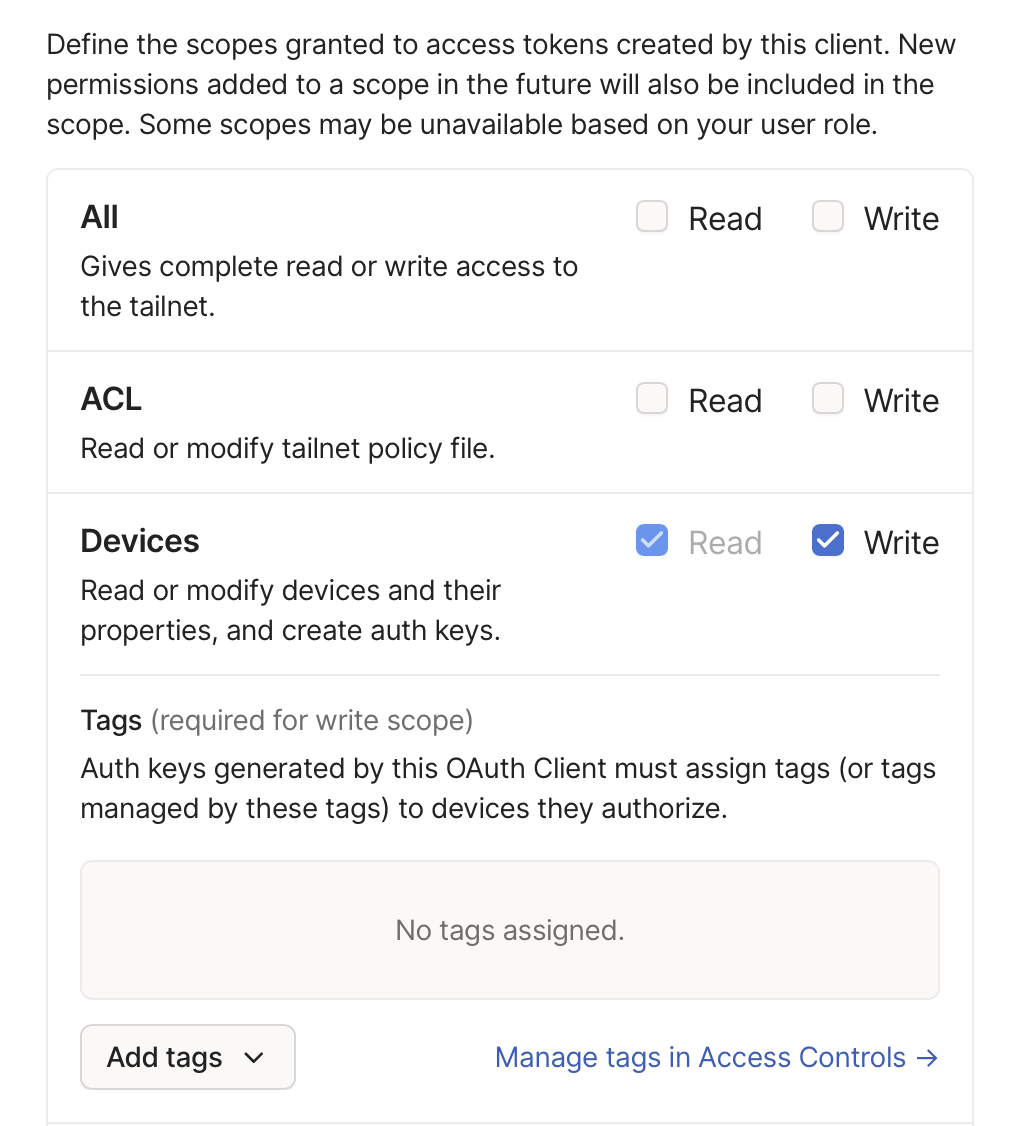 Define the scopes granted to access tokens created by this client. New
permissions added to a scope in the future will also be included in the
scope. Some scopes may be unavailable based on your user role.
All
Read
Write
Gives complete read or write access to
the tailnet.
ACL
Read
Write
Read or modify tailnet policy file.
Devices
Read
Write
Read or modify devices and their
properties, and create auth keys.
Tags (required for write scope)
Auth keys generated by this OAuth Client must assign tags (or tags
managed by these tags) to devices they authorize.
No tags assigned.
Add tags
Manage tags in Access Controls →